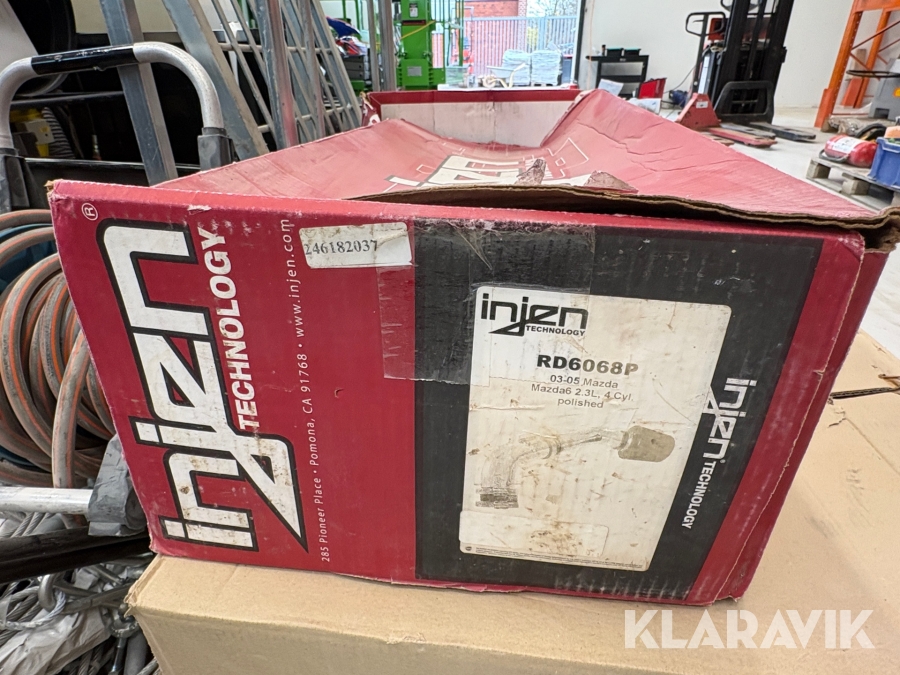 injen
TECHNOLOGY
®
285 Pioneer Place • Pomona, CA 91768 • www.injen.com
246182037
injen
TECHNOLOGY
RD6068P
03-05 Mazda
Mazda6 2.3L, 4 Cyl
polished
injen
TECHNOLOGY
KLARAVIK